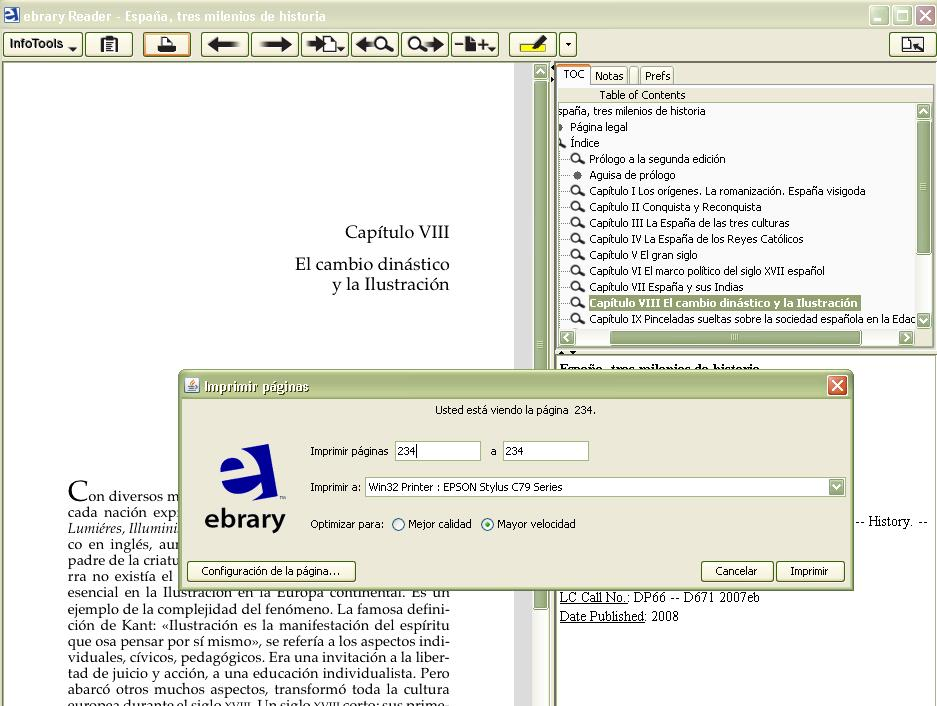 ebrary Reader - España, tres milenios de historia
InfoTools
TOC Notas Prefs
Table of Contents
spaña, tres milenios de historia
Página legal
Índice
Prólogo a la segunda edición
Aguisa de prólogo
Capítulo I Los orígenes. La romanización. España visigoda
Capítulo II Conquista y Reconquista
Capítulo III La España de las tres culturas
Capítulo IV La España de los Reyes Católicos
Capítulo V El gran siglo
Capítulo VI El marco político del siglo XVII español
Capítulo VII España y sus Indias
Capítulo VIII El cambio dinástico y la Ilustración
Capítulo IX Pinceladas sueltas sobre la sociedad española en la Edad
Capítulo VIII
El cambio dinástico
y la Ilustración
España, tres milenios de historia
Imprimir páginas
Usted está viendo la página 234.
Imprimir páginas 234 a 234
Imprimir a: Win32 Printer : EPSON Stylus C79 Series
ebrary
Optimizar para: Mejor calidad Mayor velocidad
Configuración de la página... Cancelar Imprimir
-- History. --
LC Call No.: DP66 -- D671 2007eb
Date Published: 2008
Con diversos m
cada nación exp
Lumiéres, Illumini
co en inglés, au
padre de la criatu
rra no existía el
esencial en la Ilustración en la Europa continental. Es un
ejemplo de la complejidad del fenómeno. La famosa defini-
ción de Kant: «Ilustración es la manifestación del espíritu
que osa pensar por sí mismo», se refería a los aspectos indi-
viduales, cívicos, pedagógicos. Era una invitación a la liber-
tad de juicio y acción, a una educación individualista. Pero
abarcó otros muchos aspectos, transformó toda la cultura
europea durante el siglo XVIII. Un siglo XVIII corto: sus prime-